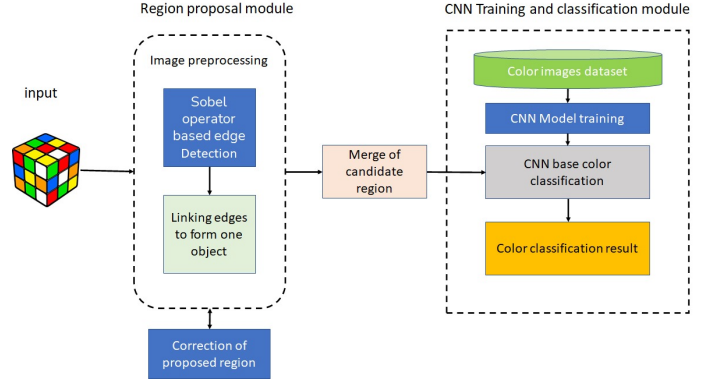 Region proposal module
CNN Training and classification module
input
Image preprocessing
Sobel
operator
based edge
Detection
Linking edges
to form one
object
Correction of
proposed region
Merge of
candidate
region
Color images dataset
CNN Model training
CNN base color
classification
Color classification result